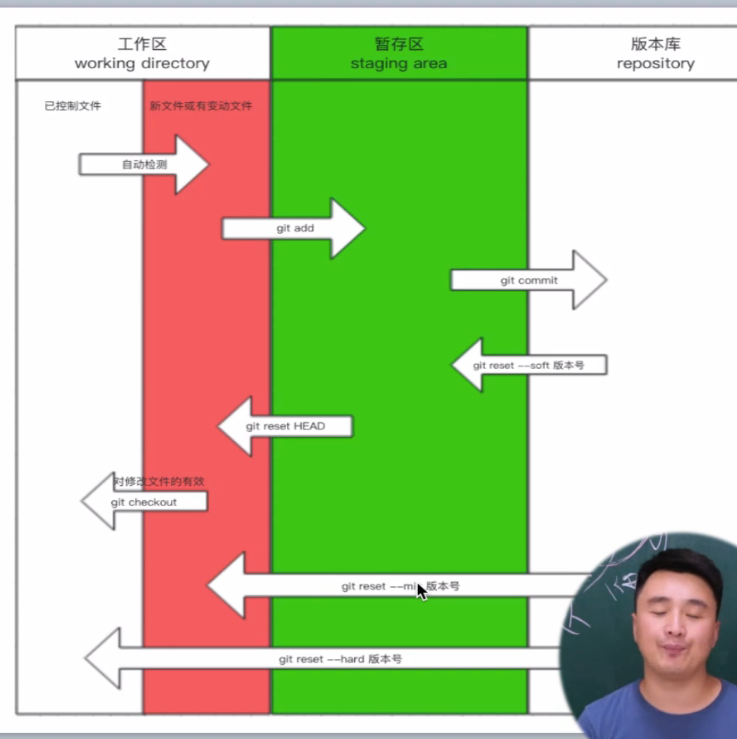 工作区
working directory
暂存区
staging area
版本库
repository
已控制文件
新文件或有变动文件
自动检测
git add
git commit
git reset --soft 版本号
git reset HEAD
对修改文件的有效
git checkout
git reset 版本号
git reset --hard 版本号